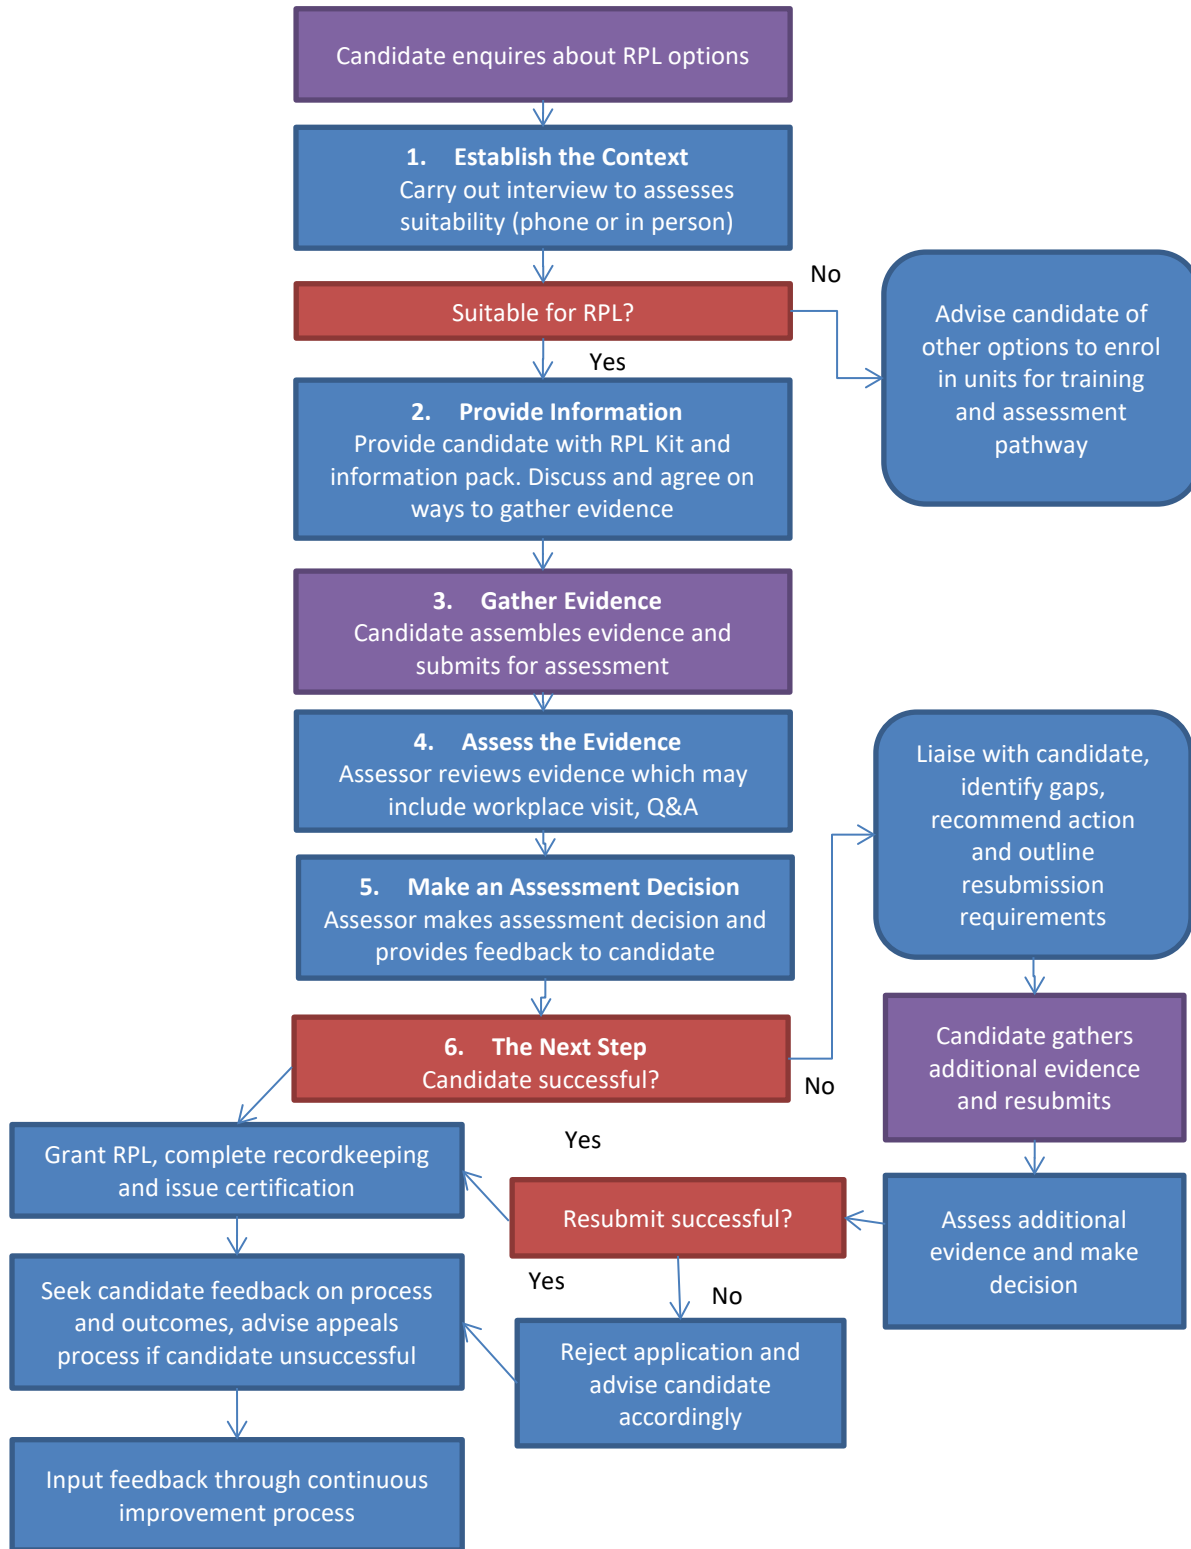 Candidate enquires about RPL options
1. Establish the Context
Carry out interview to assesses
suitability (phone or in person)
No
Suitable for RPL?
Yes
Advise candidate of
other options to enrol
in units for training
and assessment
pathway
2. Provide Information
Provide candidate with RPL Kit and
information pack. Discuss and agree on
ways to gather evidence
3. Gather Evidence
Candidate assembles evidence and
submits for assessment
4. Assess the Evidence
Assessor reviews evidence which may
include workplace visit, Q&A
5. Make an Assessment Decision
Assessor makes assessment decision and
provides feedback to candidate
6. The Next Step
Candidate successful?
No
Liaise with candidate,
identify gaps,
recommend action
and outline
resubmission
requirements
Candidate gathers
additional evidence
and resubmits
Assess additional
evidence and make
decision
Yes
Resubmit successful?
Yes
No
Grant RPL, complete recordkeeping
and issue certification
Reject application and
advise candidate
accordingly
Seek candidate feedback on process
and outcomes, advise appeals
process if candidate unsuccessful
Input feedback through continuous
improvement process